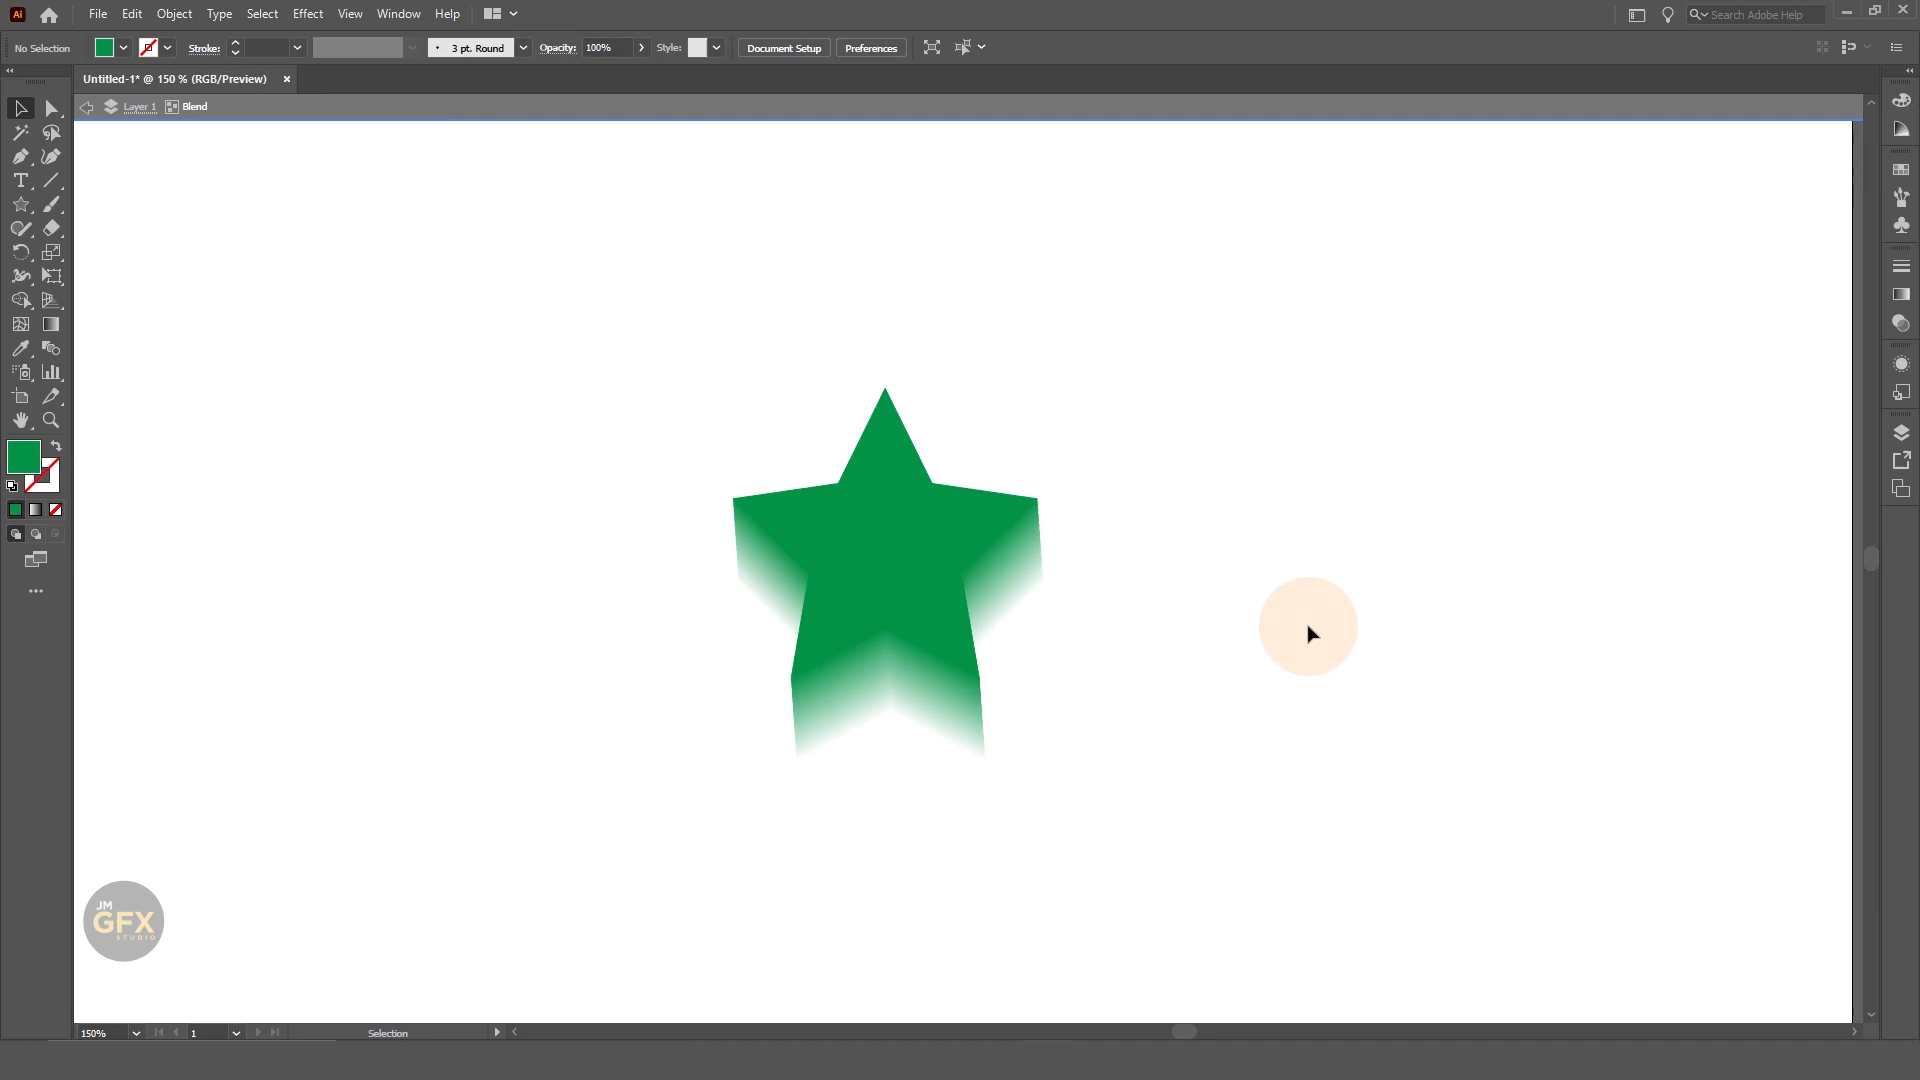 Ai File Edit Object Type Select Effect View Window Help Search Adobe Help
No Selection Stroke: 3 pt. Round Opacity: 100% Style: Document Setup Preferences
Untitled-1* @ 150 % (RGB/Preview) ×
Layer 1 Blend
JM
GFX
STUDIO
150% 1 Selection